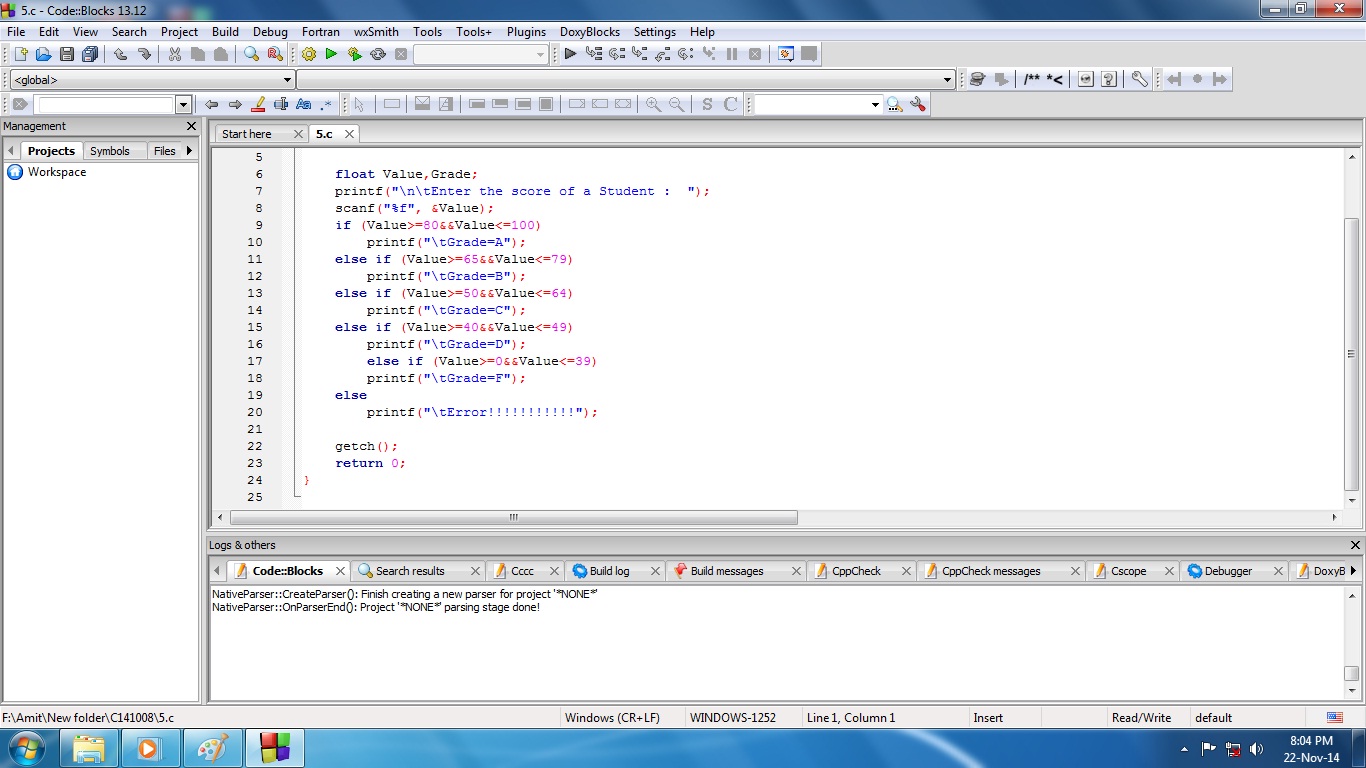 5.c - Code::Blocks 13.12
File Edit View Search Project Build Debug Fortran wxSmith Tools Tools+ Plugins DoxyBlocks Settings Help
<global>
/** *<
Aa .*
S C
Management
Projects Symbols Files
Workspace
Start here 5.c
5
6 float Value,Grade;
7 printf("\n\tEnter the score of a Student :  ");
8 scanf("%f", &Value);
9 if (Value>=80&&Value<=100)
10 printf("\tGrade=A");
11 else if (Value>=65&&Value<=79)
12 printf("\tGrade=B");
13 else if (Value>=50&&Value<=64)
14 printf("\tGrade=C");
15 else if (Value>=40&&Value<=49)
16 printf("\tGrade=D");
17 else if (Value>=0&&Value<=39)
18 printf("\tGrade=F");
19 else
20 printf("\tError!!!!!!!!!!!");
21
22 getch();
23 return 0;
24 }
25
Logs & others
Code::Blocks Search results Cccc Build log Build messages CppCheck CppCheck messages Cscope Debugger DoxyB
NativeParser::CreateParser(): Finish creating a new parser for project '*NONE*'
NativeParser::OnParserEnd(): Project '*NONE*' parsing stage done!
F:\Amit\New folder\C141008\5.c Windows (CR+LF) WINDOWS-1252 Line 1, Column 1 Insert Read/Write default
8:04 PM
22-Nov-14